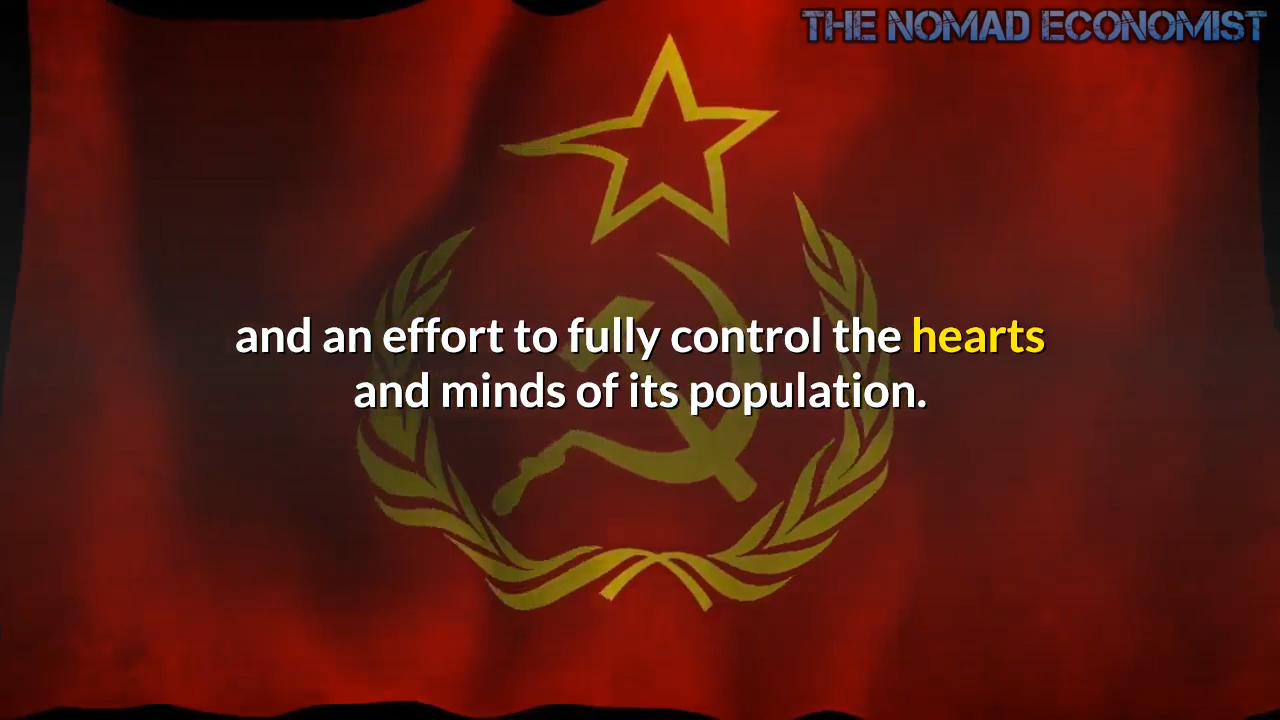 THE NOMAD ECONOMIST
and an effort to fully control the hearts
and minds of its population.